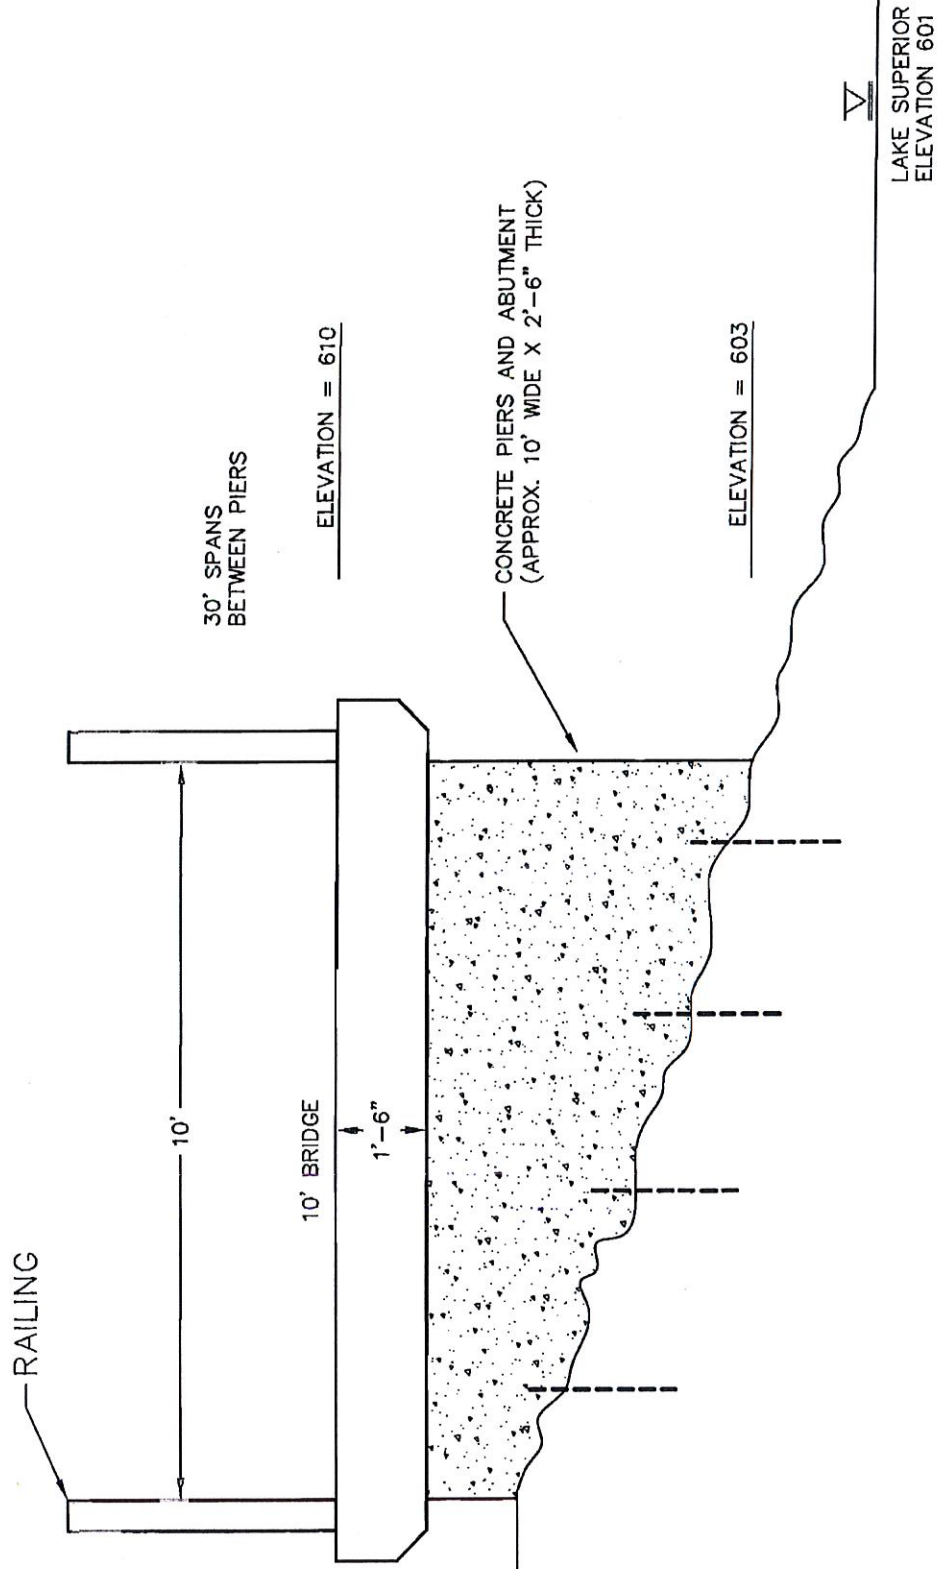 RAILING
10'
30' SPANS
BETWEEN PIERS
10' BRIDGE
1'-6"
ELEVATION = 610
CONCRETE PIERS AND ABUTMENT
(APPROX. 10' WIDE X 2'-6" THICK)
ELEVATION = 603
LAKE SUPERIOR
ELEVATION 601